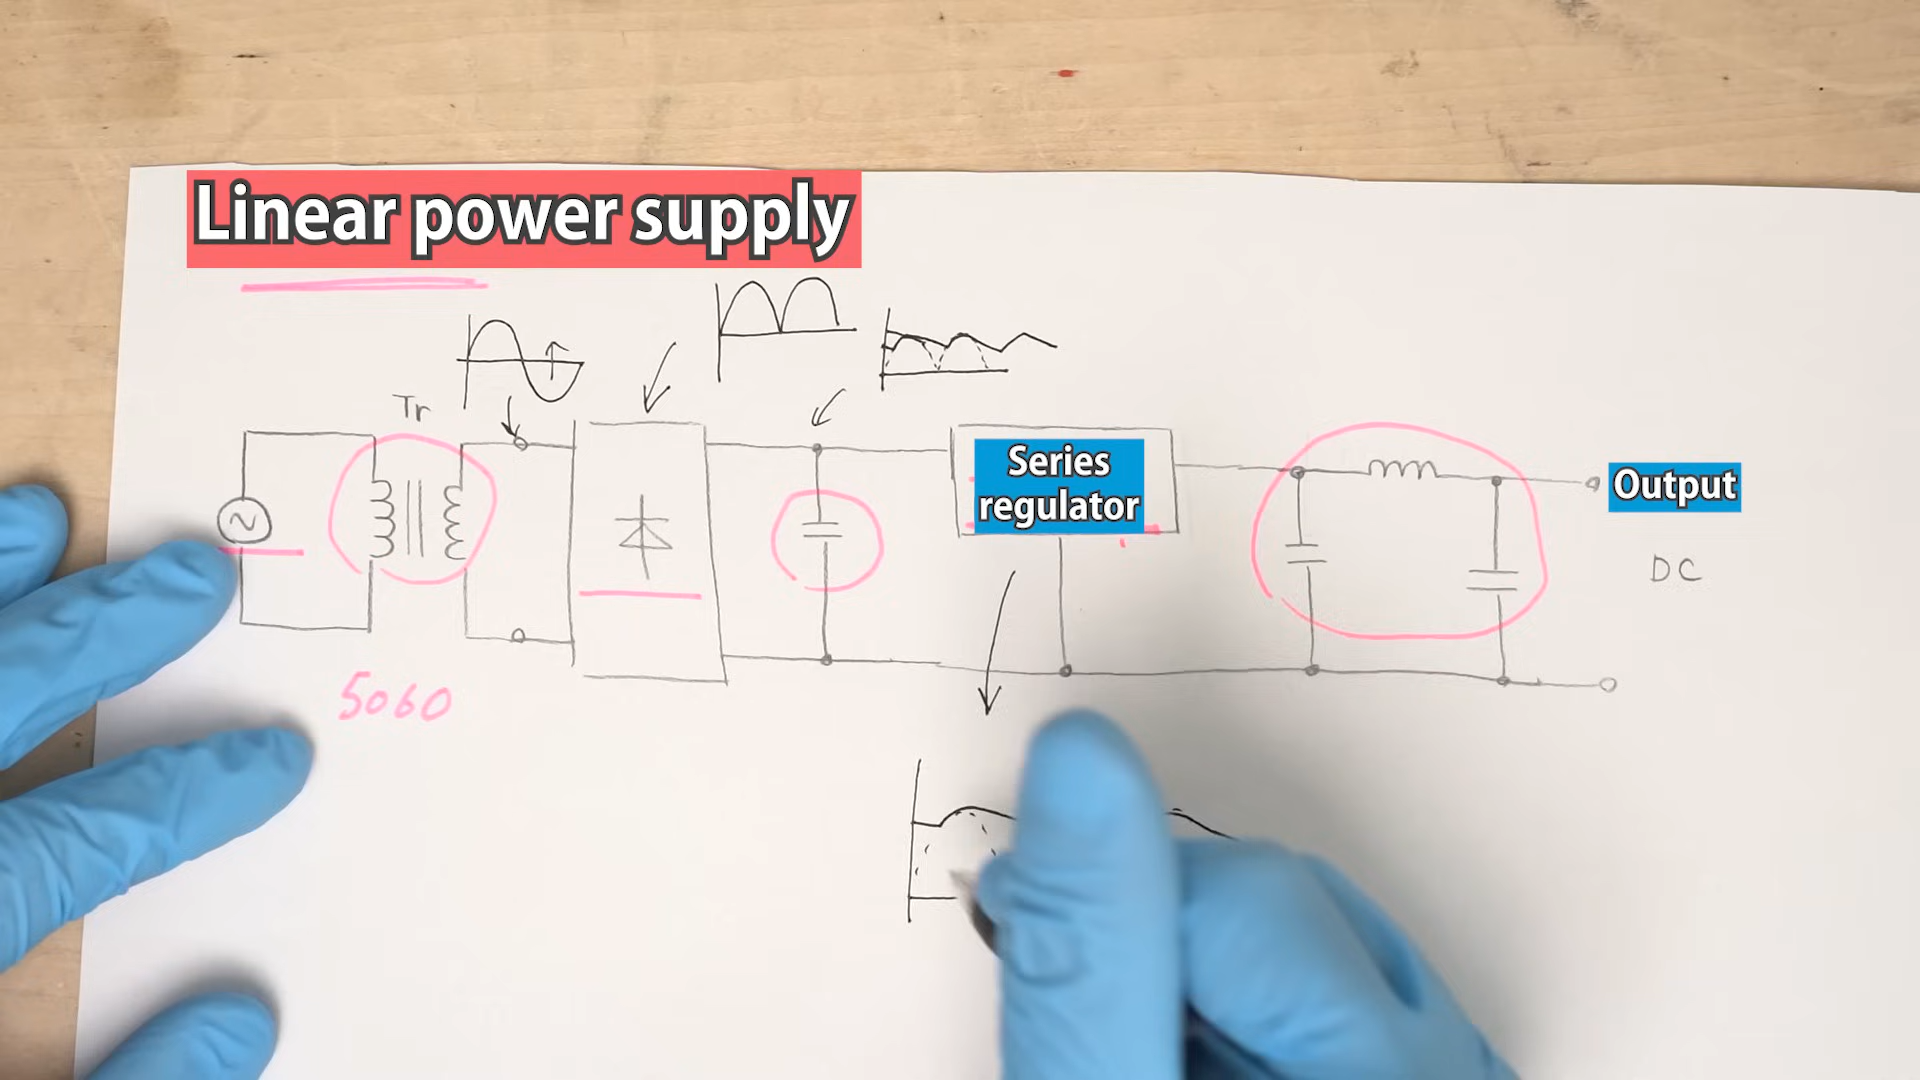 Linear power supply
Tr
Series
regulator
Output
DC
5060